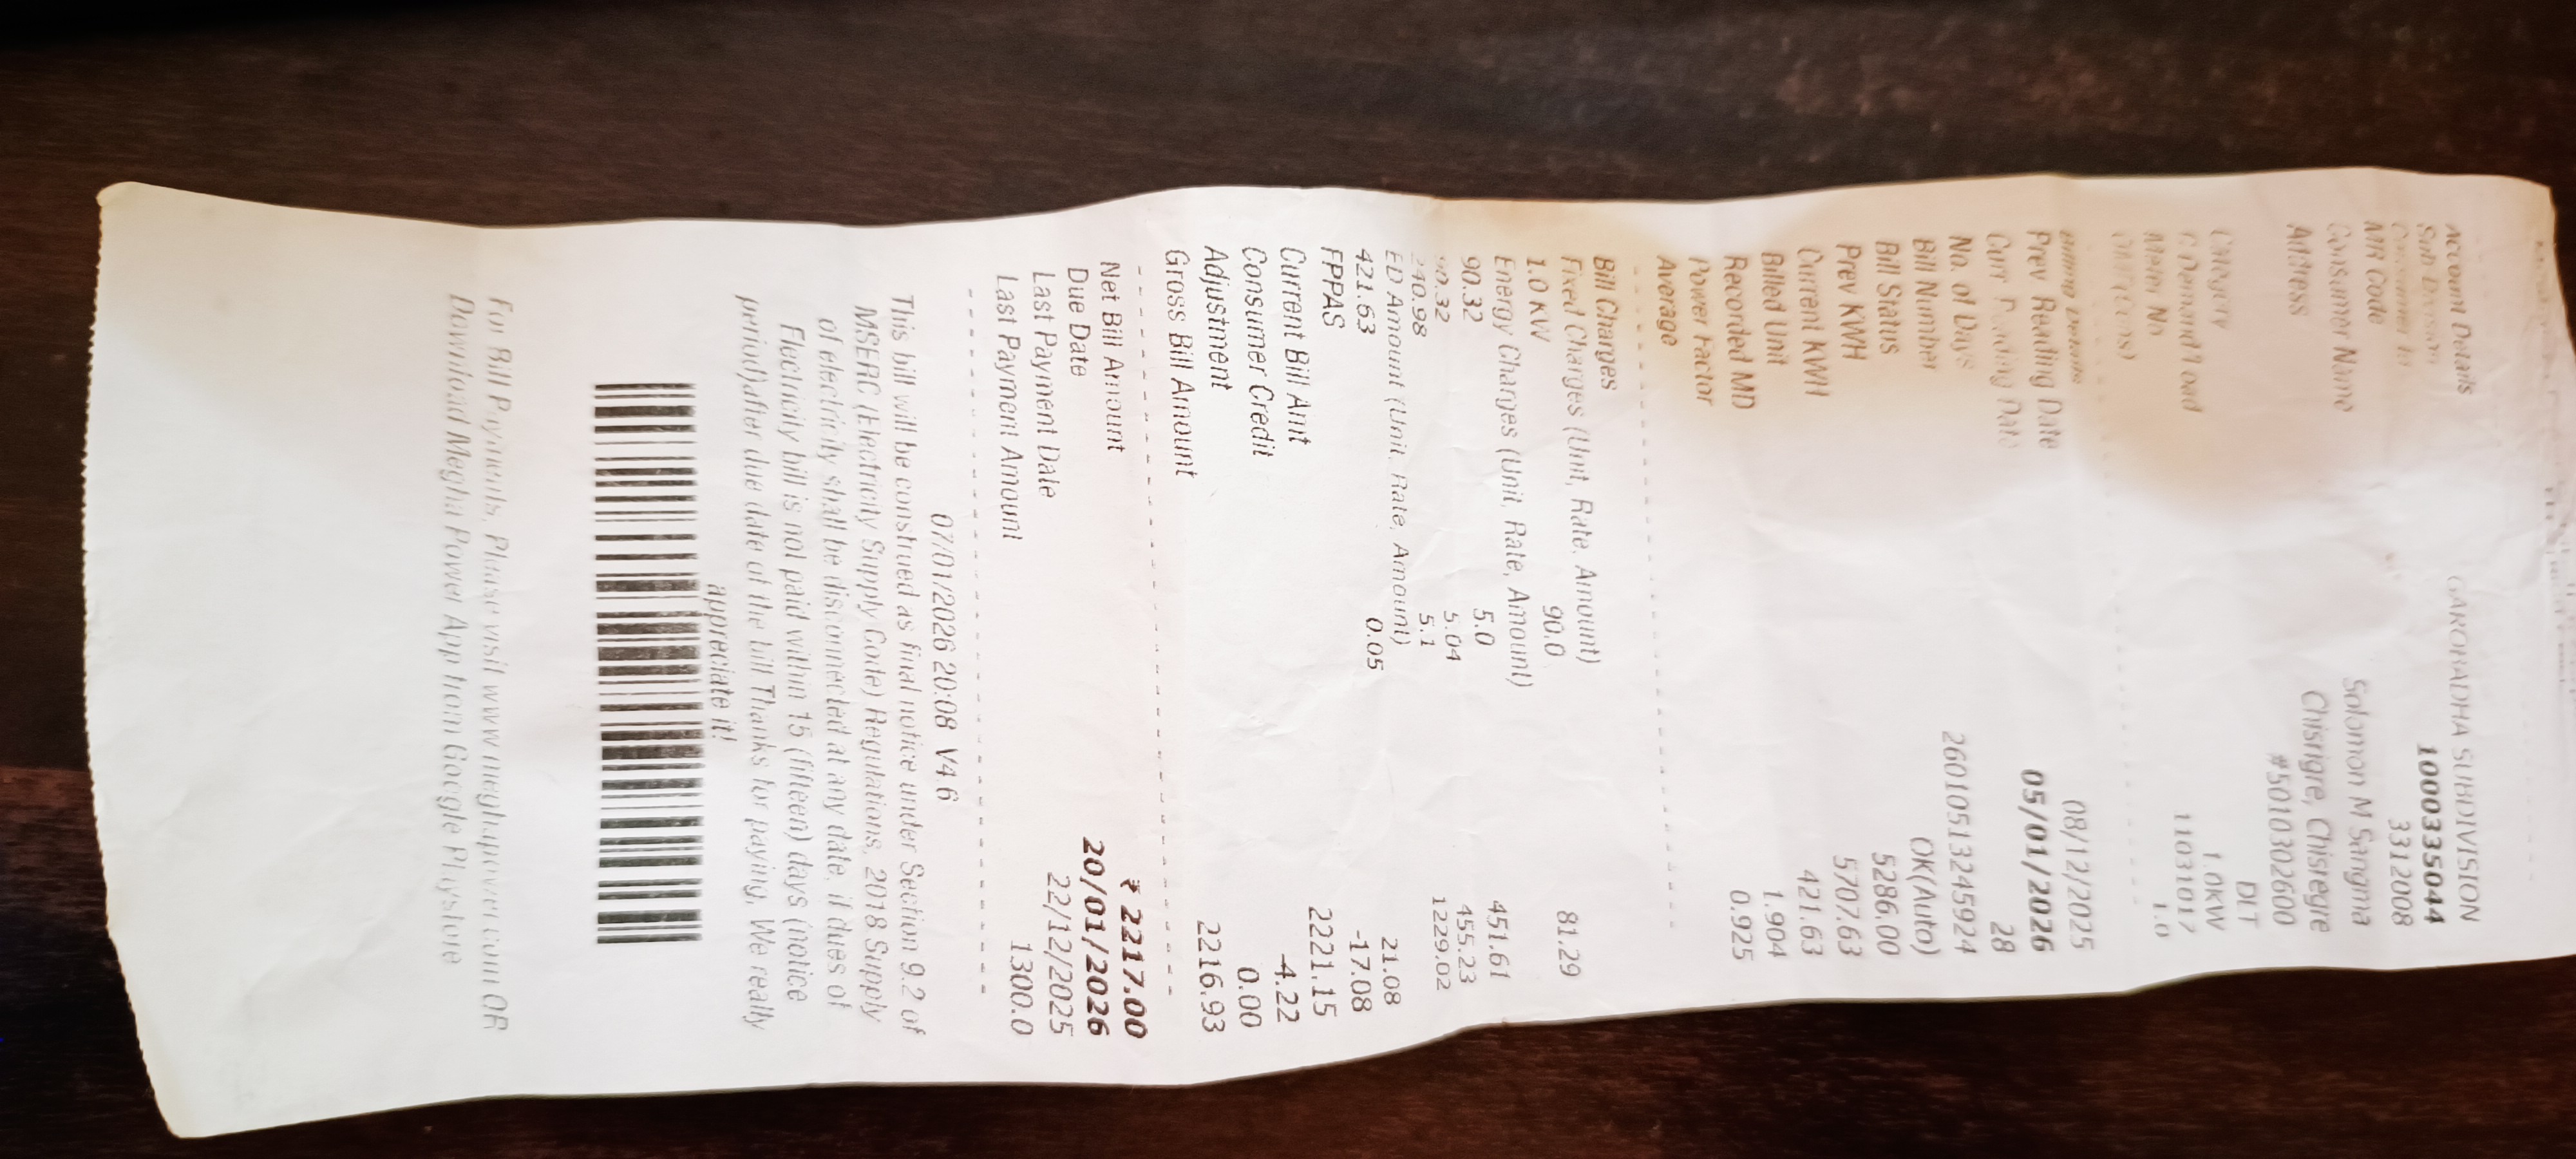 Account Details
Sub Division GAROBADHA SUBDIVISION
Consumer Id 100033504​4
MR Code 3312008
Consumer Name Solomon M Sangma
Address Chisrigre, Chisregre
#5010302600
Category DLT
C Demand/Load 1.0KW
Meter No 11031017
1.0
Billing Details
Prev Reading Date 08/12/2025
Curr Reading Date 05/01/2026
No. of Days 28
Bill Number 26010513245924
Bill Status OK(Auto)
Prev KWH 5286.00
Current KWH 5707.63
Billed Unit 421.63
Recorded MD 1.904
Power Factor 0.925
Average
Bill Charges
Fixed Charges (Unit, Rate, Amount)
1.0 KW 90.0 81.29
Energy Charges (Unit, Rate, Amount)
90.32 5.0 451.61
90.32 5.04 455.23
240.98 5.1 1229.02
ED Amount (Unit, Rate, Amount)
421.63 0.05 21.08
FPPAS -17.08
Current Bill Amt 2221.15
Consumer Credit -4.22
Adjustment 0.00
Gross Bill Amount 2216.93
Net Bill Amount ₹ 2217.00
Due Date 20/01/2026
Last Payment Date 22/12/2025
Last Payment Amount 1300.0
07/01/2026 20:08 V4.6
This bill will be construed as final notice under Section 9.2 of
MSERC (Electricity Supply Code) Regulations, 2018 Supply
of electricity shall be disconnected at any date, if dues of
Electricity bill is not paid within 15 (fifteen) days (notice
period)after due date of the bill.Thanks for paying, We really
appreciate it!
For Bill Payments, Please visit www.meghapower.com OR
Download Megha Power App from Google Playstore